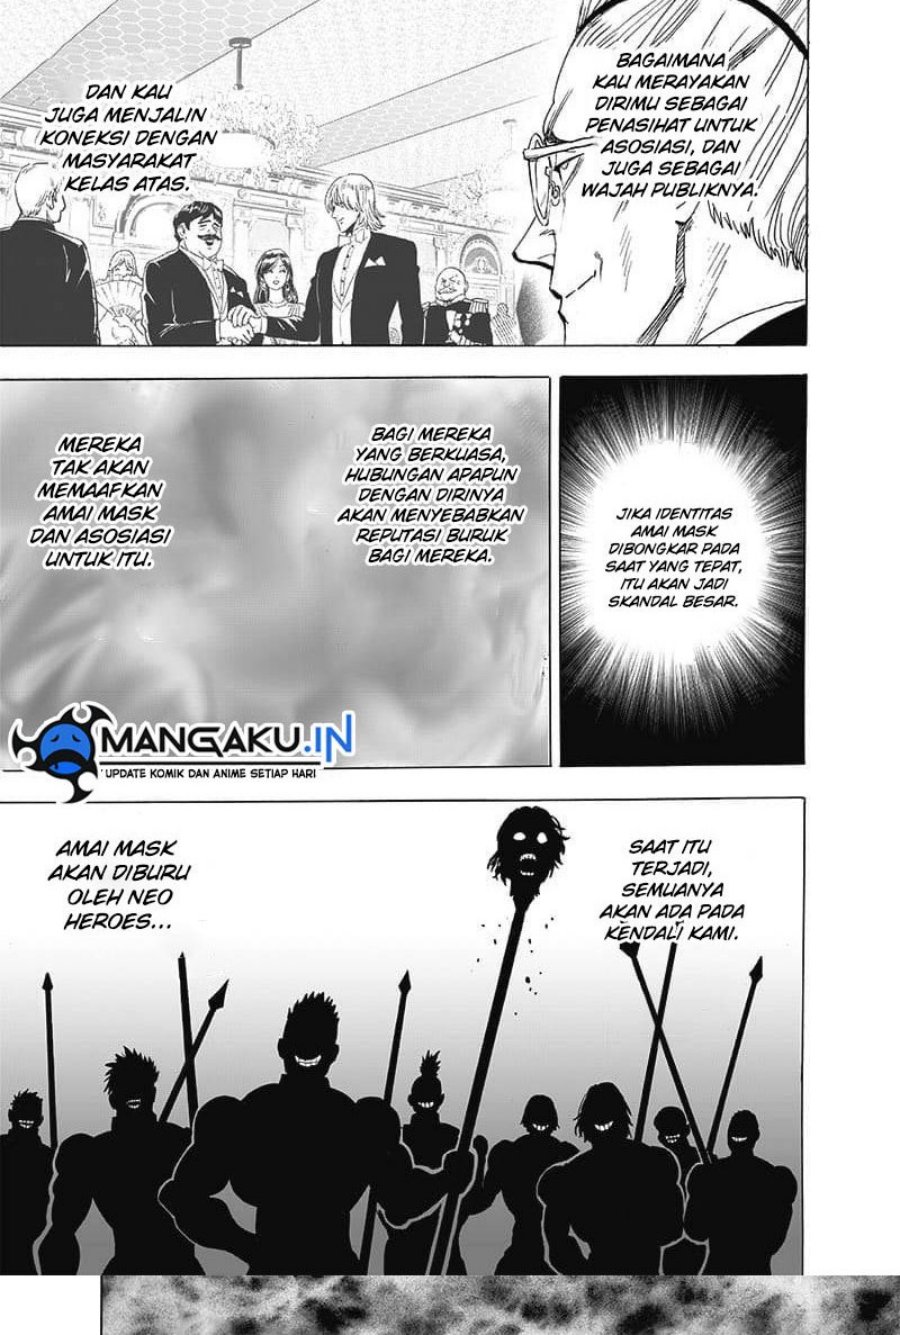 BAGAIMANA
KAU MERAYAKAN
DIRIMU SEBAGAI
PENASIHAT UNTUK
ASOSIASI, DAN
JUGA SEBAGAI
WAJAH PUBLIKNYA.
DAN KAU
JUGA MENJALIN
KONEKSI DENGAN
MASYARAKAT
KELAS ATAS.
JIKA IDENTITAS
AMAI MASK
DIBONGKAR PADA
SAAT YANG TEPAT,
ITU AKAN JADI
SKANDAL BESAR.
BAGI MEREKA
YANG BERKUASA,
HUBUNGAN APAPUN
DENGAN DIRINYA
AKAN MENYEBABKAN
REPUTASI BURUK
BAGI MEREKA.
MEREKA
TAK AKAN
MEMAAFKAN
AMAI MASK
DAN ASOSIASI
UNTUK ITU.
MANGAKU.IN
UPDATE KOMIK DAN ANIME SETIAP HARI
SAAT ITU
TERJADI,
SEMUANYA
AKAN ADA PADA
KENDALI KAMI.
AMAI MASK
AKAN DIBURU
OLEH NEO
HEROES...